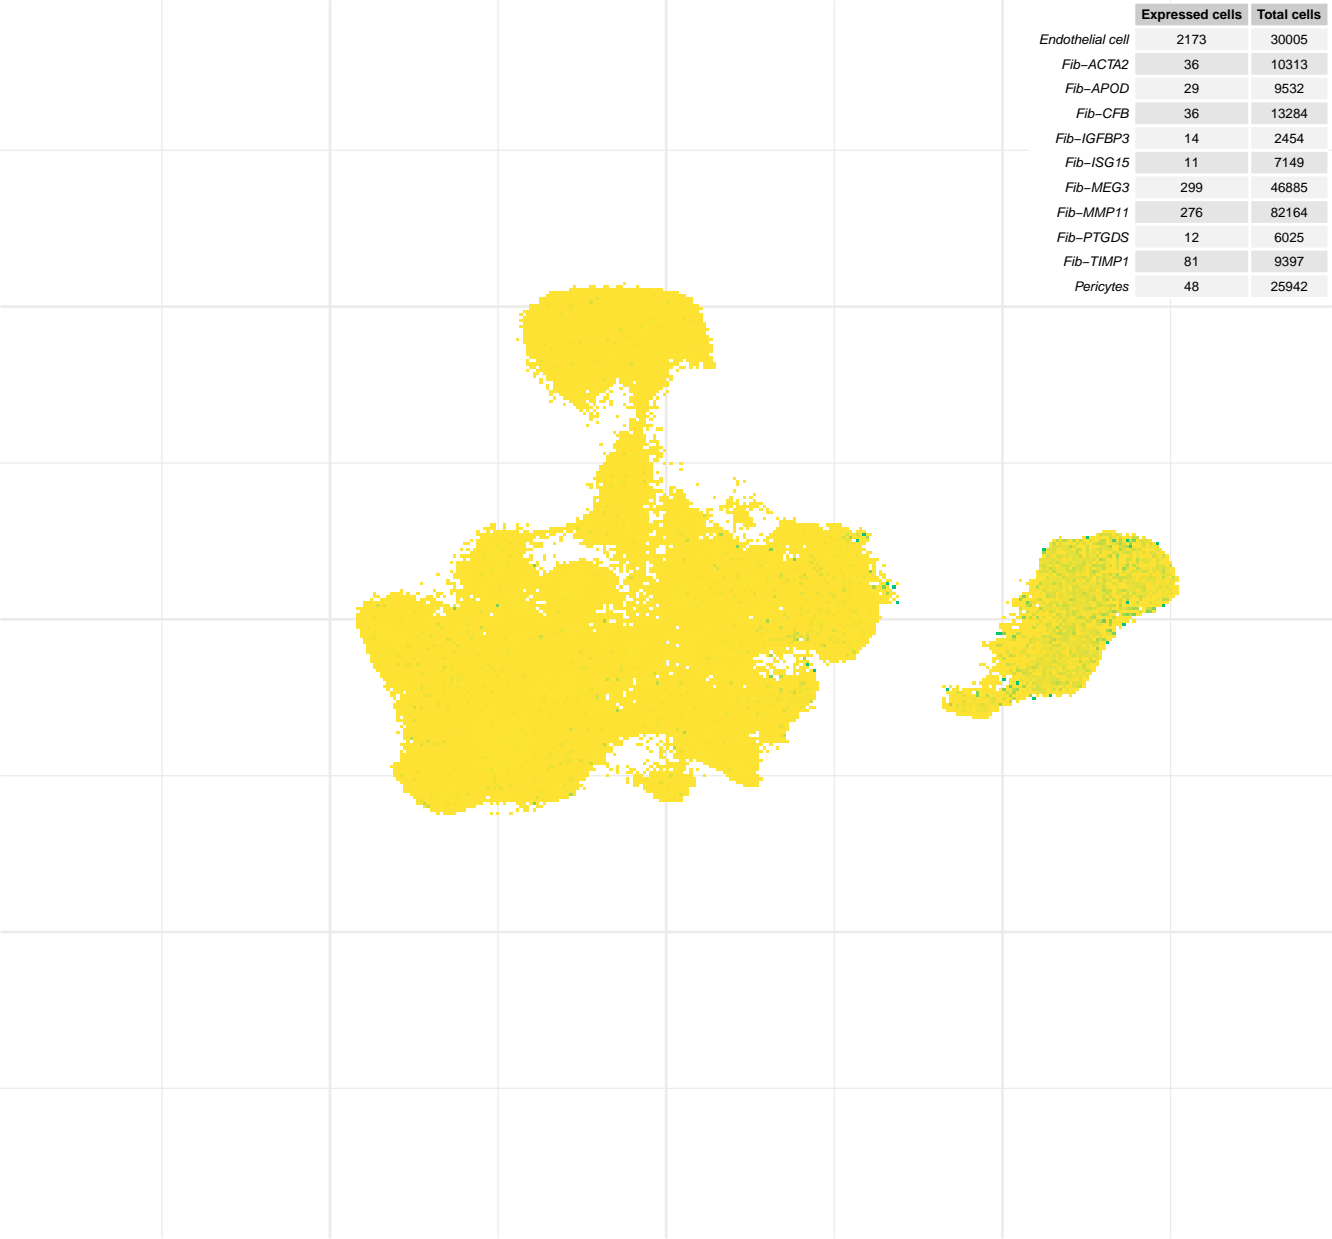 Expressed cells Total cells
Endothelial cell 2173 30005
Fib−ACTA2 36 10313
Fib−APOD 29 9532
Fib−CFB 36 13284
Fib−IGFBP3 14 2454
Fib−ISG15 11 7149
Fib−MEG3 299 46885
Fib−MMP11 276 82164
Fib−PTGDS 12 6025
Fib−TIMP1 81 9397
Pericytes 48 25942